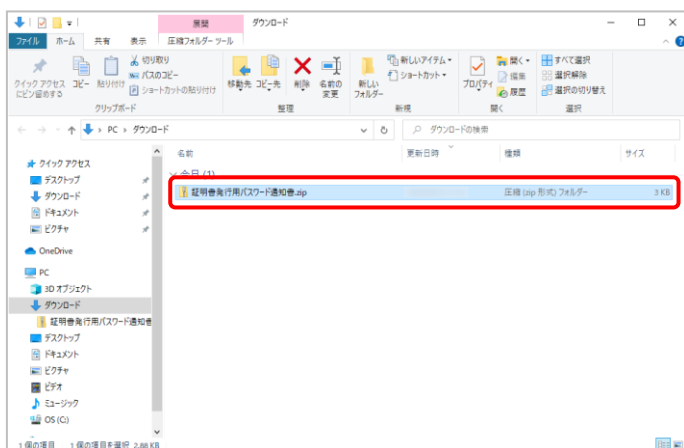 展開
ダウンロード
ファイル ホーム 共有 表示 圧縮フォルダー ツール
クイック アクセスにピン留めする
コピー
貼り付け
切り取り
パスのコピー
ショートカットの貼り付け
クリップボード
移動先
コピー先
削除
名前の変更
整理
新しいフォルダー
新しいアイテム
ショートカット
新規
プロパティ
開く
編集
履歴
開く
すべて選択
選択解除
選択の切り替え
選択
PC > ダウンロード
ダウンロードの検索
名前 更新日時 種類 サイズ
今日 (1)
証明書発行用パスワード通知書.zip 圧縮 (zip 形式) フォルダー 3 KB
クイック アクセス
デスクトップ
ダウンロード
ドキュメント
ピクチャ
OneDrive
PC
3D オブジェクト
ダウンロード
証明書発行用パスワード通知書
デスクトップ
ドキュメント
ピクチャ
ビデオ
ミュージック
OS (C:)
1 個の項目 1 個の項目を選択 2.88 KB